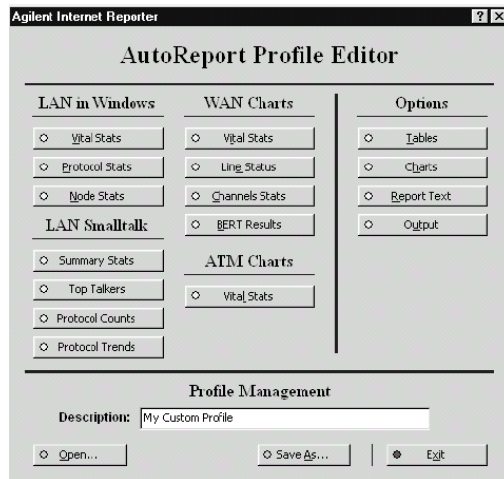 Agilent Internet Reporter
AutoReport Profile Editor
LAN in Windows
Vital Stats
Protocol Stats
Node Stats
LAN Smalltalk
Summary Stats
Top Talkers
Protocol Counts
Protocol Trends
WAN Charts
Vital Stats
Line Status
Channels Stats
BERT Results
ATM Charts
Vital Stats
Options
Tables
Charts
Report Text
Output
Profile Management
Description: My Custom Profile
Open... Save As... Exit